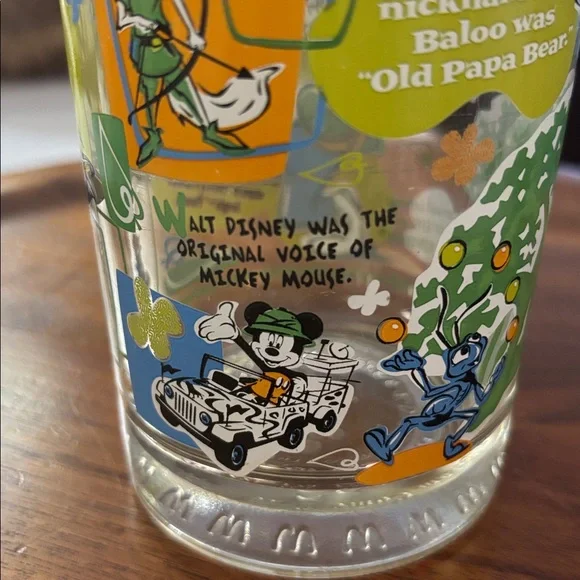 Baloo was
"Old Papa Bear."
WALT DISNEY WAS THE
ORIGINAL VOICE OF
MICKEY MOUSE.